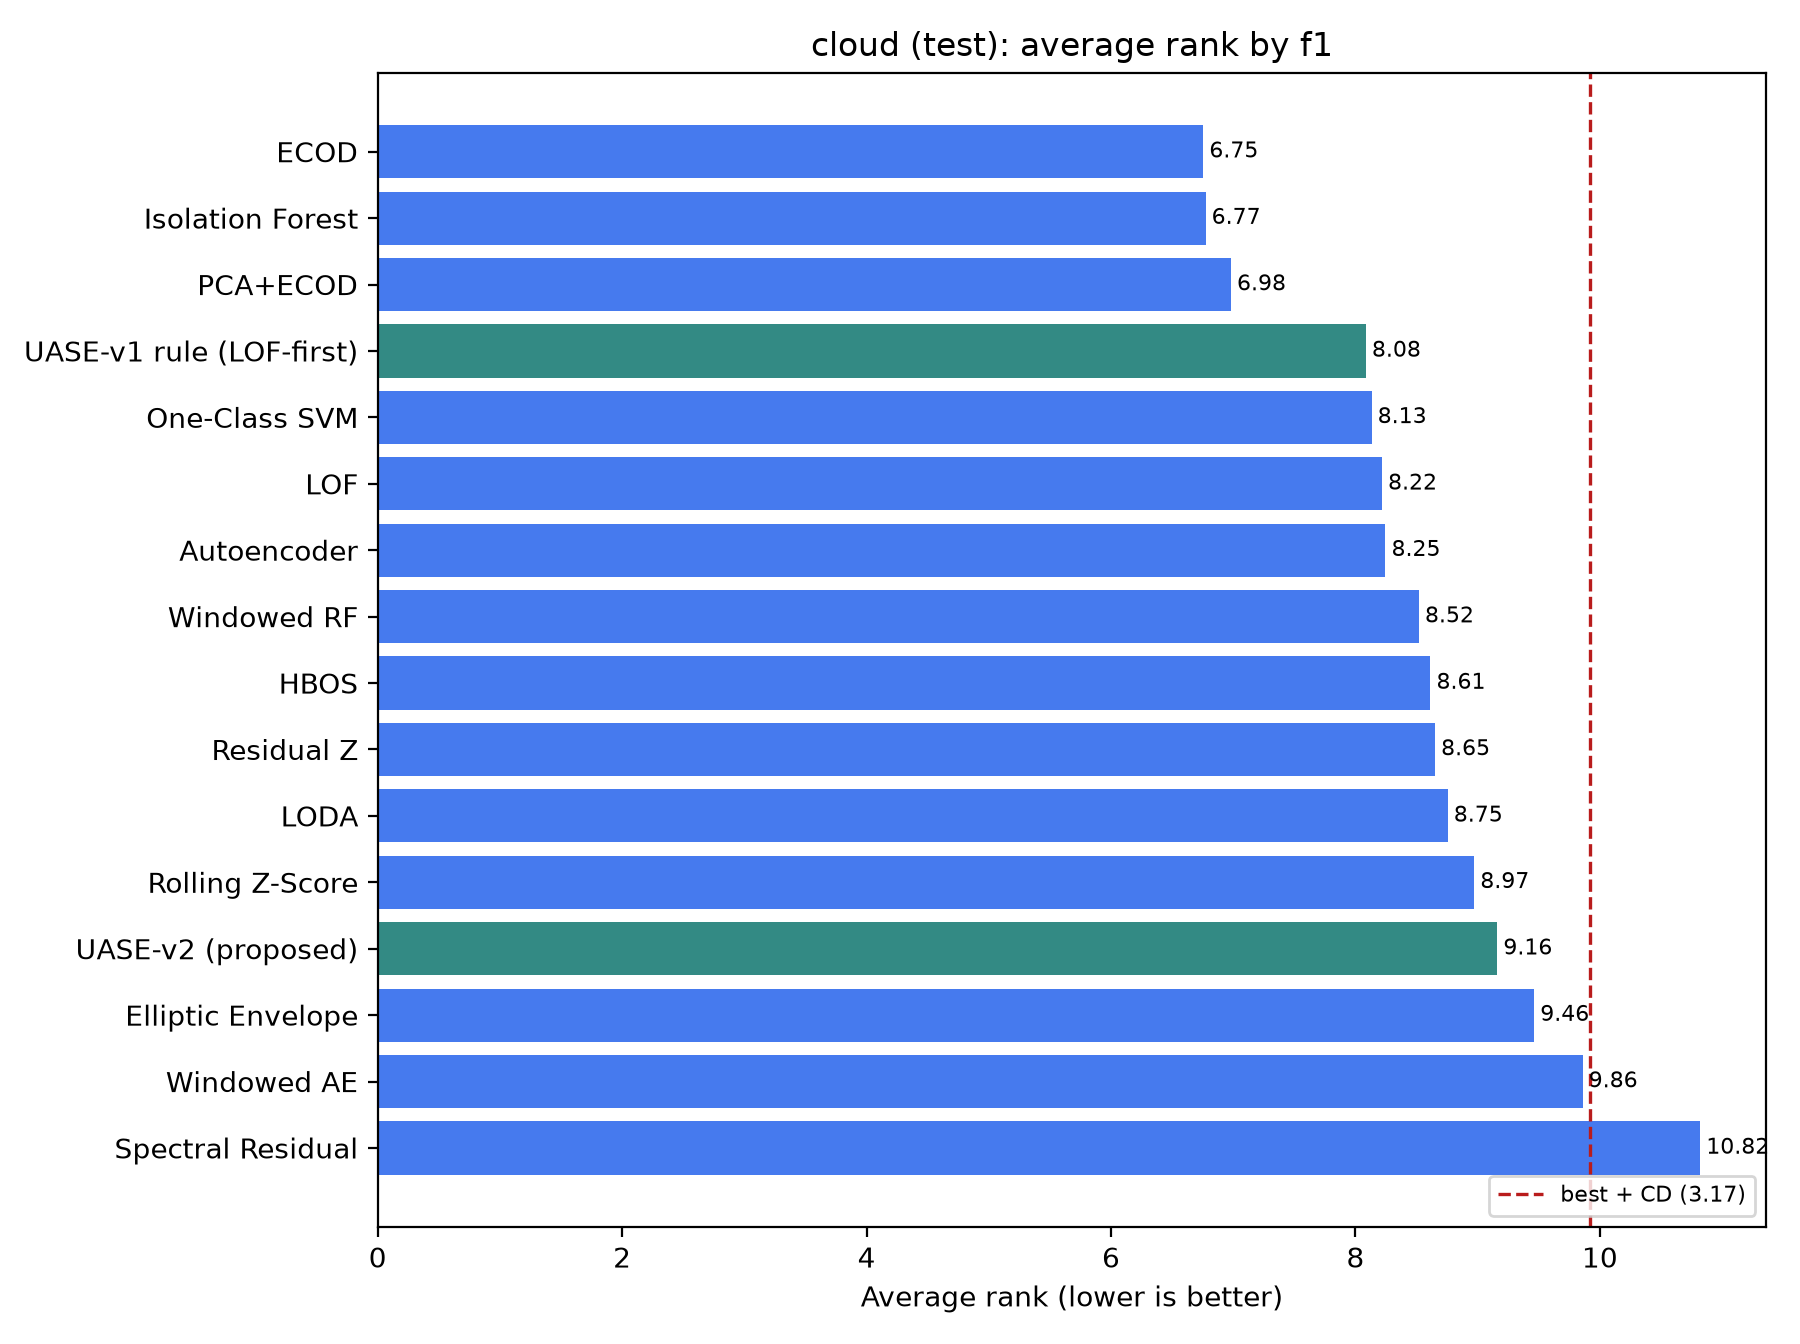 cloud (test): average rank by f1
ECOD 6.75
Isolation Forest 6.77
PCA+ECOD 6.98
UASE-v1 rule (LOF-first) 8.08
One-Class SVM 8.13
LOF 8.22
Autoencoder 8.25
Windowed RF 8.52
HBOS 8.61
Residual Z 8.65
LODA 8.75
Rolling Z-Score 8.97
UASE-v2 (proposed) 9.16
Elliptic Envelope 9.46
Windowed AE 9.86
Spectral Residual 10.82
best + CD (3.17)
0 2 4 6 8 10
Average rank (lower is better)